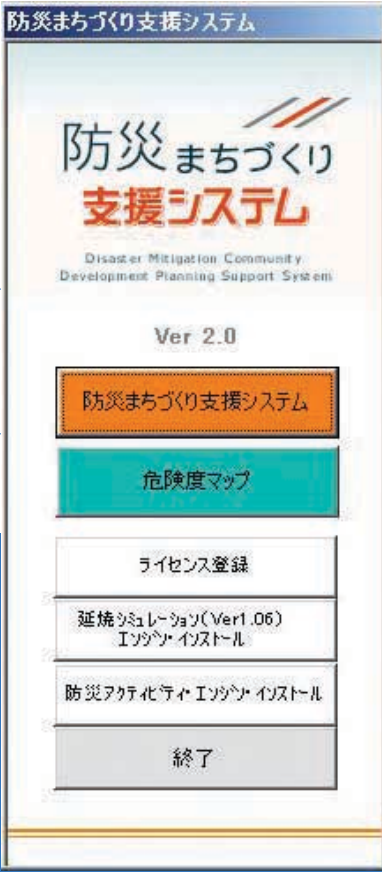 防災まちづくり支援システム
防災まちづくり
支援システム
Disaster Mitigation Community
Development Planning Support System
Ver 2.0
防災まちづくり支援システム
危険度マップ
ライセンス登録
延焼ｼﾐｭﾚｰｼｮﾝ(Ver1.06)
ｴﾝｼﾞﾝ･ｲﾝｽﾄｰﾙ
防災ｱｸﾃｨﾋﾞﾃｨ･ｴﾝｼﾞﾝ･ｲﾝｽﾄｰﾙ
終了